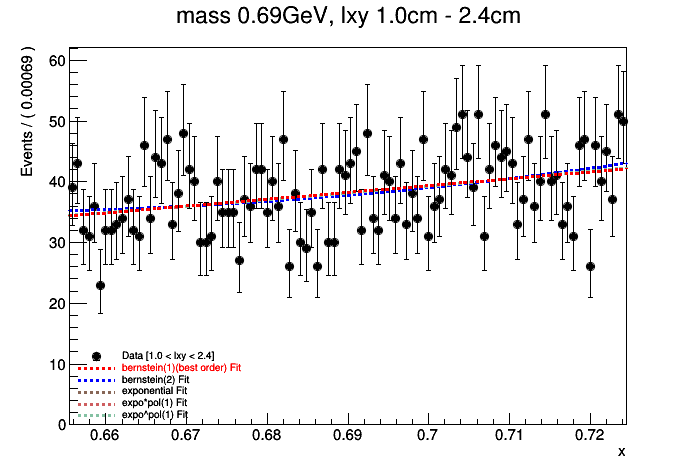 mass 0.69GeV, lxy 1.0cm - 2.4cm
Events / ( 0.00069 )
60
50
40
30
20
10
0
Data [1.0 < lxy < 2.4]
bernstein(1)(best order) Fit
bernstein(2) Fit
exponential Fit
expo*pol(1) Fit
expo^pol(1) Fit
0.66 0.67 0.68 0.69 0.7 0.71 0.72
x